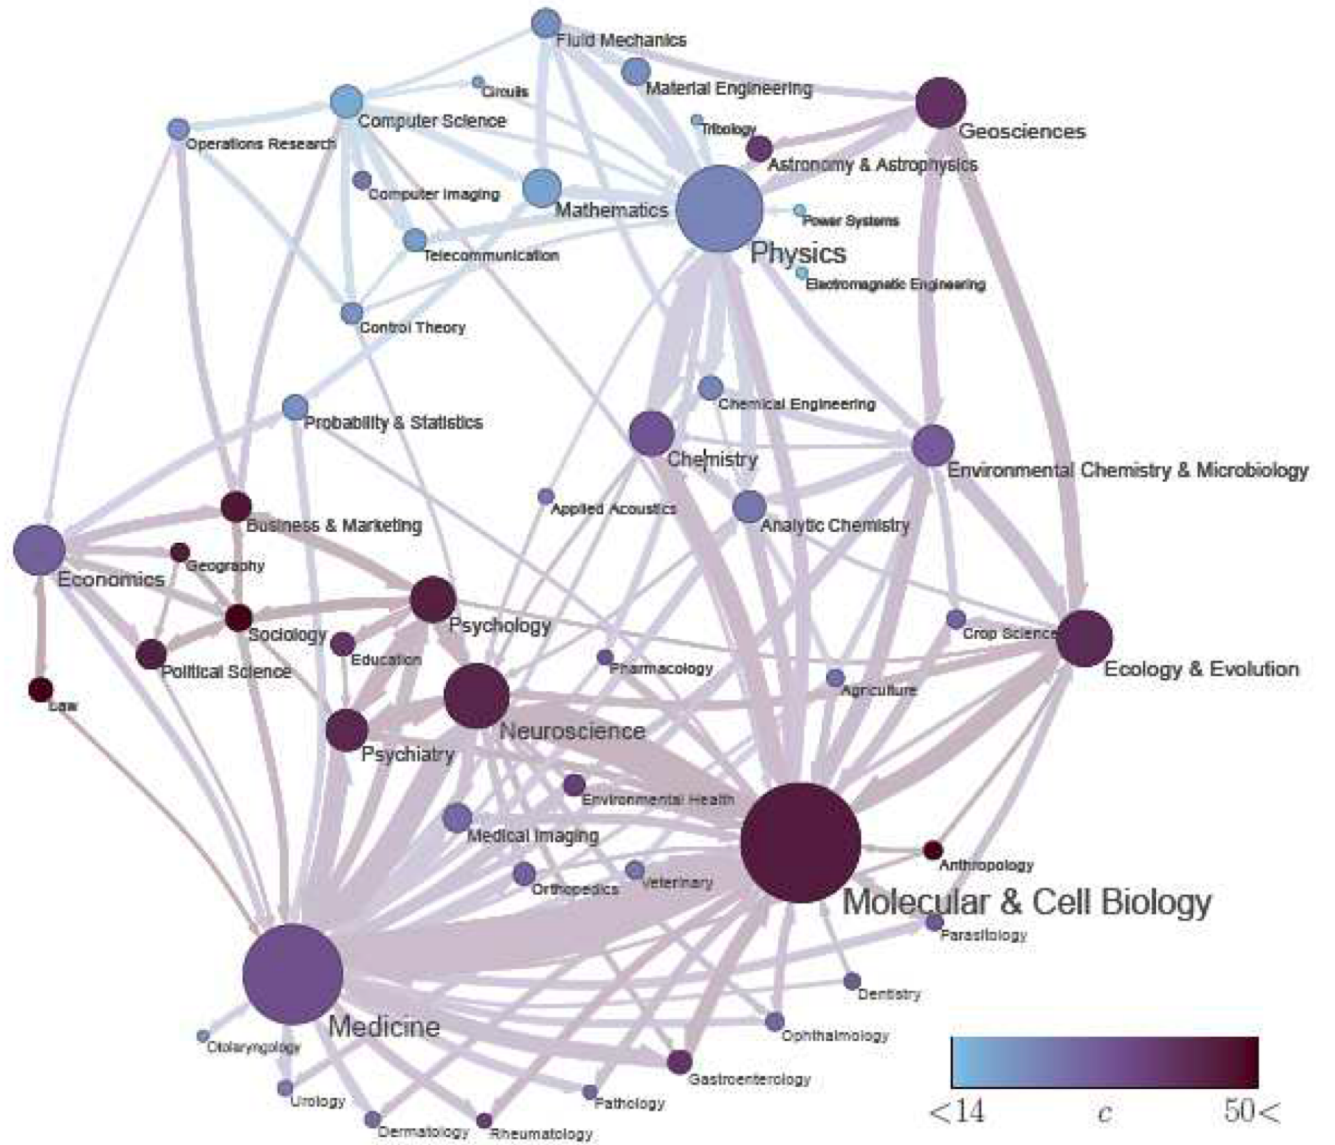 Fluid Mechanics
Material Engineering
Circuits
Computer Science
Tribology
Geosciences
Operations Research
Astronomy & Astrophysics
Computer Imaging
Mathematics
Power Systems
Physics
Telecommunication
Electromagnetic Engineering
Control Theory
Chemical Engineering
Probability & Statistics
Chemistry
Environmental Chemistry & Microbiology
Applied Acoustics
Business & Marketing
Analytic Chemistry
Geography
Economics
Psychology
Sociology
Crop Science
Education
Pharmacology
Political Science
Ecology & Evolution
Agriculture
Law
Neuroscience
Psychiatry
Environmental Health
Medical Imaging
Anthropology
Veterinary
Orthopedics
Molecular & Cell Biology
Parasitology
Dentistry
Medicine
Ophthalmology
Otolaryngology
Gastroenterology
Urology
Pathology
Dermatology
Rheumatology
<14 c 50<